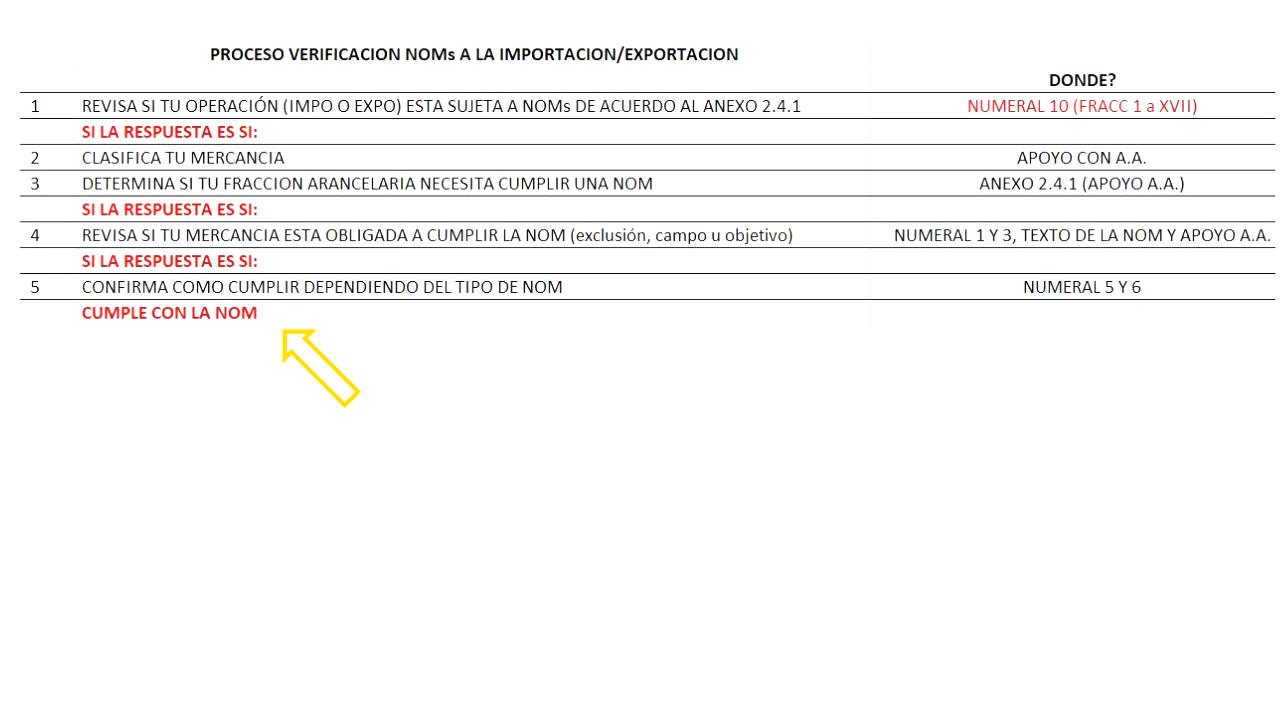 PROCESO VERIFICACION NOMs A LA IMPORTACION/EXPORTACION
DONDE?
1 REVISA SI TU OPERACIÓN (IMPO O EXPO) ESTA SUJETA A NOMs DE ACUERDO AL ANEXO 2.4.1 NUMERAL 10 (FRACC 1 a XVII)
SI LA RESPUESTA ES SI:
2 CLASIFICA TU MERCANCIA APOYO CON A.A.
3 DETERMINA SI TU FRACCION ARANCELARIA NECESITA CUMPLIR UNA NOM ANEXO 2.4.1 (APOYO A.A.)
SI LA RESPUESTA ES SI:
4 REVISA SI TU MERCANCIA ESTA OBLIGADA A CUMPLIR LA NOM (exclusión, campo u objetivo) NUMERAL 1 Y 3, TEXTO DE LA NOM Y APOYO A.A.
SI LA RESPUESTA ES SI:
5 CONFIRMA COMO CUMPLIR DEPENDIENDO DEL TIPO DE NOM NUMERAL 5 Y 6
CUMPLE CON LA NOM